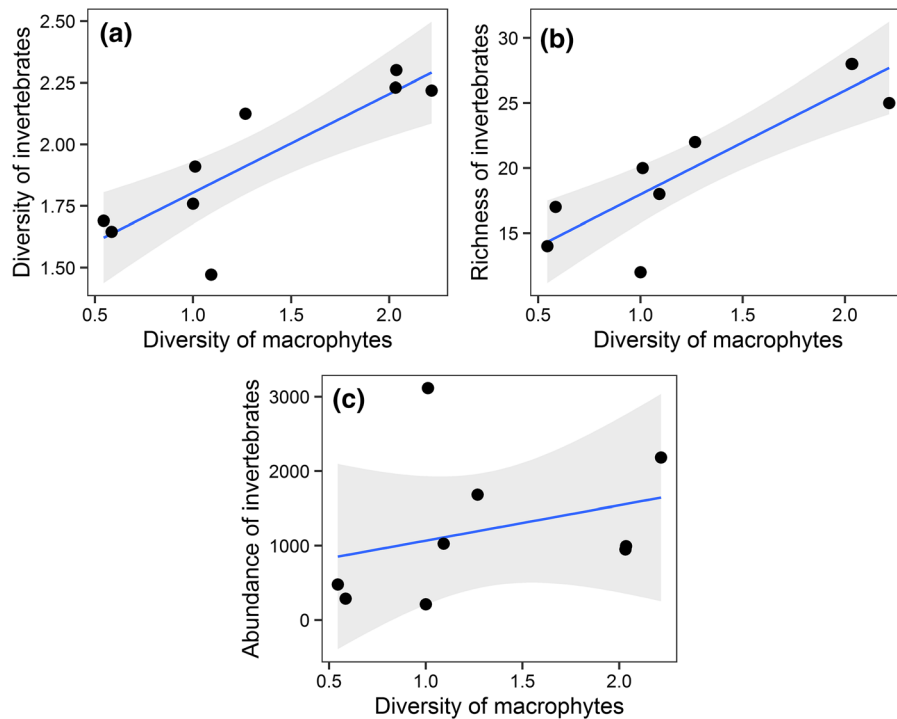 (a)
Diversity of invertebrates
2.50
2.25
2.00
1.75
1.50
0.5 1.0 1.5 2.0
Diversity of macrophytes
(b)
Richness of invertebrates
30
25
20
15
0.5 1.0 1.5 2.0
Diversity of macrophytes
(c)
Abundance of invertebrates
3000
2000
1000
0
0.5 1.0 1.5 2.0
Diversity of macrophytes